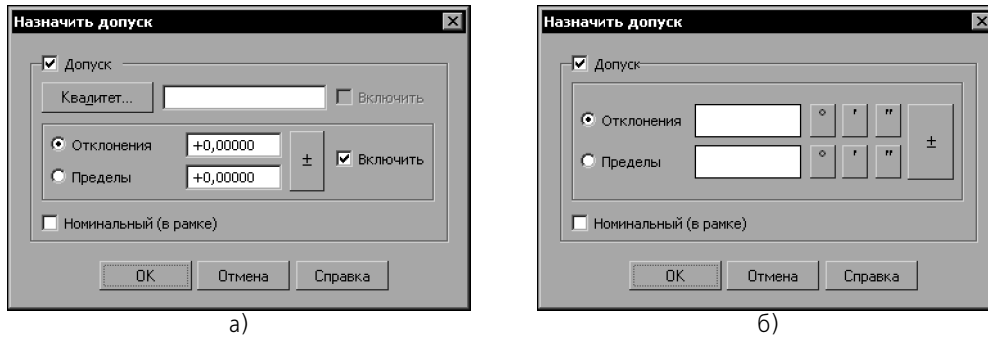 Назначить допуск
Допуск
Квалитет... Включить
Отклонения +0,00000 ± Включить
Пределы +0,00000
Номинальный (в рамке)
OK Отмена Справка
а)
Назначить допуск
Допуск
Отклонения ° ' " ±
Пределы ° ' "
Номинальный (в рамке)
OK Отмена Справка
б)